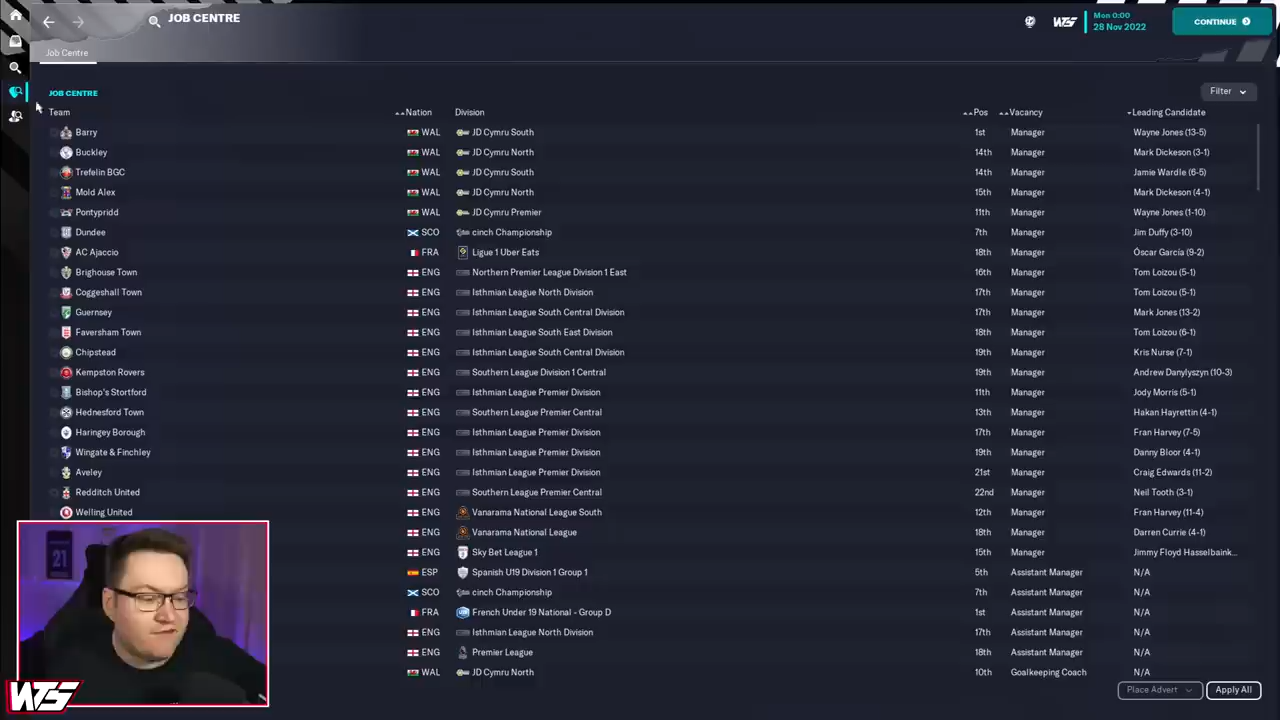 JOB CENTRE
WTS Mon 0:00
28 Nov 2022
CONTINUE
Job Centre
JOB CENTRE
Filter
Team Nation Division Pos Vacancy Leading Candidate
Barry WAL JD Cymru South 1st Manager Wayne Jones (13-5)
Buckley WAL JD Cymru North 14th Manager Mark Dickeson (3-1)
Trefelin BGC WAL JD Cymru South 14th Manager Jamie Wardle (6-5)
Mold Alex WAL JD Cymru North 15th Manager Mark Dickeson (4-1)
Pontypridd WAL JD Cymru Premier 11th Manager Wayne Jones (1-10)
Dundee SCO cinch Championship 7th Manager Jim Duffy (3-10)
AC Ajaccio FRA Ligue 1 Uber Eats 18th Manager Óscar García (9-2)
Brighouse Town ENG Northern Premier League Division 1 East 16th Manager Tom Loizou (5-1)
Coggeshall Town ENG Isthmian League North Division 17th Manager Tom Loizou (5-1)
Guernsey ENG Isthmian League South Central Division 17th Manager Mark Jones (13-2)
Faversham Town ENG Isthmian League South East Division 18th Manager Tom Loizou (6-1)
Chipstead ENG Isthmian League South Central Division 19th Manager Kris Nurse (7-1)
Kempston Rovers ENG Southern League Division 1 Central 19th Manager Andrew Danylyszyn (10-3)
Bishop's Stortford ENG Isthmian League Premier Division 11th Manager Jody Morris (5-1)
Hednesford Town ENG Southern League Premier Central 13th Manager Hakan Hayrettin (4-1)
Haringey Borough ENG Isthmian League Premier Division 17th Manager Fran Harvey (7-5)
Wingate & Finchley ENG Isthmian League Premier Division 19th Manager Danny Bloor (4-1)
Aveley ENG Isthmian League Premier Division 21st Manager Craig Edwards (11-2)
Redditch United ENG Southern League Premier Central 22nd Manager Neil Tooth (3-1)
Welling United ENG Vanarama National League South 12th Manager Fran Harvey (11-4)
ENG Vanarama National League 18th Manager Darren Currie (4-1)
ENG Sky Bet League 1 15th Manager Jimmy Floyd Hasselbaink...
ESP Spanish U19 Division 1 Group 1 5th Assistant Manager N/A
SCO cinch Championship 7th Assistant Manager N/A
FRA French Under 19 National - Group D 1st Assistant Manager N/A
ENG Isthmian League North Division 17th Assistant Manager N/A
ENG Premier League 18th Assistant Manager N/A
WAL JD Cymru North 10th Goalkeeping Coach N/A
Place Advert Apply All
21
WTS